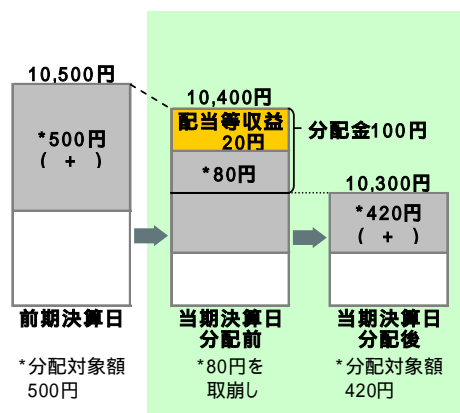 10,500円
*500円
( + )
前期決算日
*分配対象額
500円
10,400円
配当等収益
20円
*80円
分配金100円
当期決算日
分配前
*80円を
取崩し
10,300円
*420円
( + )
当期決算日
分配後
*分配対象額
420円